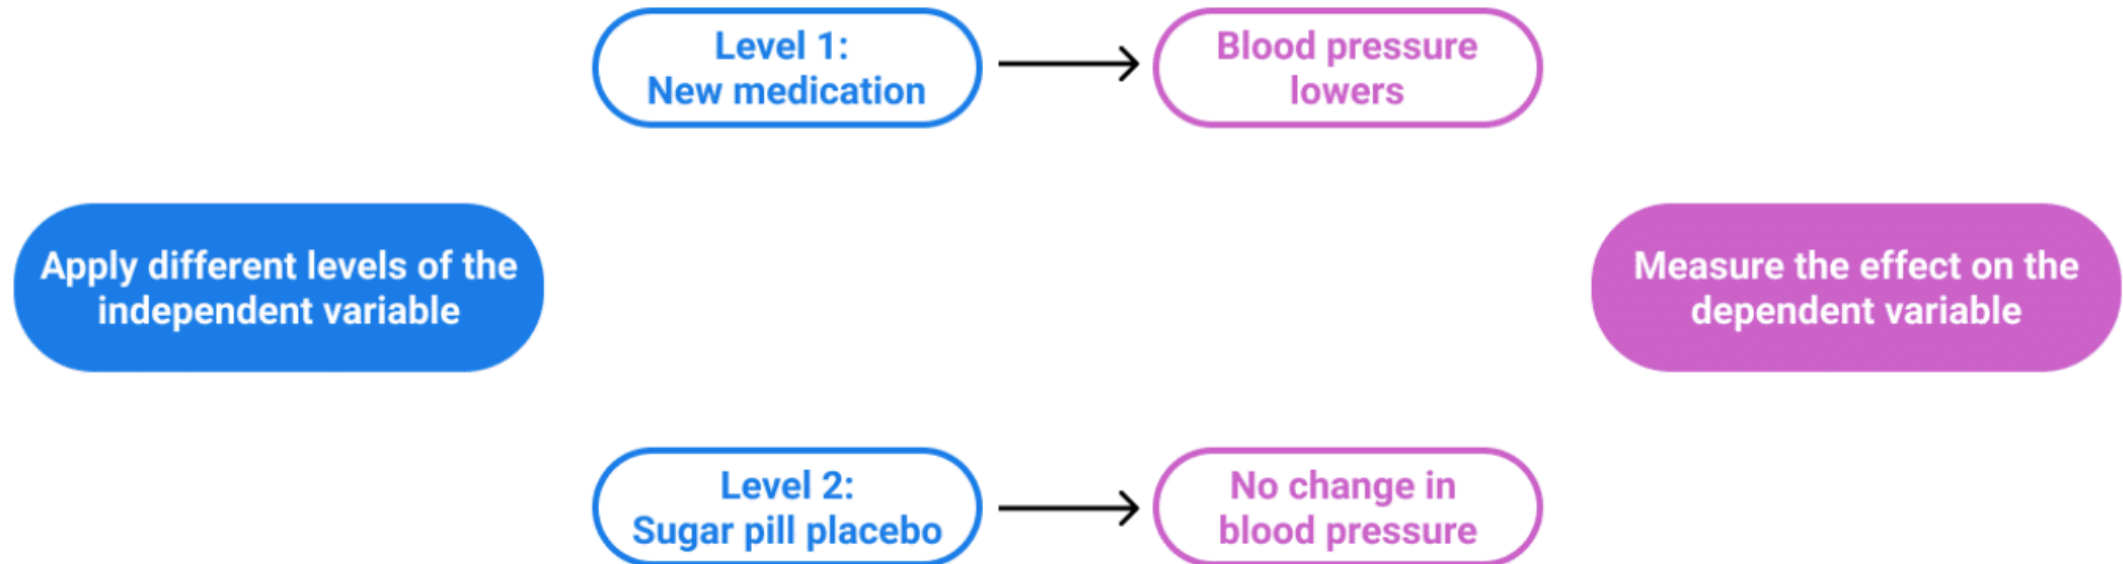 Level 1:
New medication
Blood pressure
lowers
Apply different levels of the
independent variable
Measure the effect on the
dependent variable
Level 2:
Sugar pill placebo
No change in
blood pressure